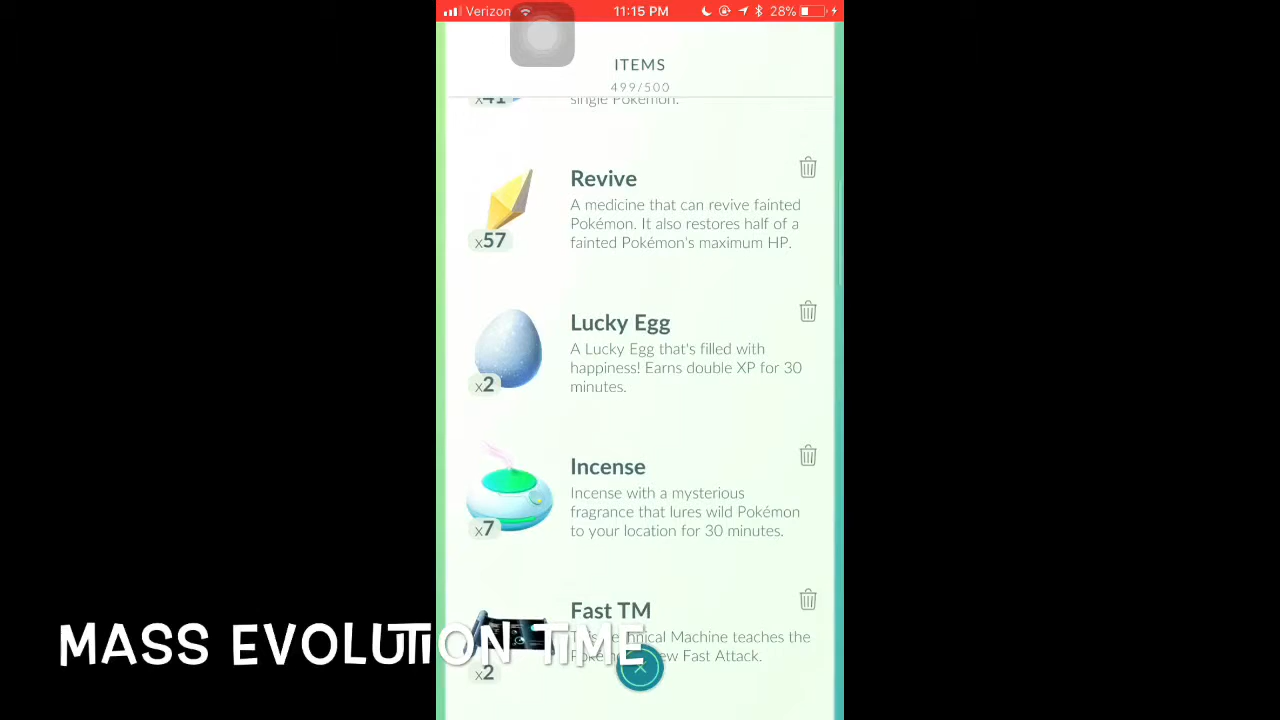 Verizon 11:15 PM 28%
ITEMS
499/500
x41 single Pokémon.
Revive
A medicine that can revive fainted
Pokémon. It also restores half of a
fainted Pokémon's maximum HP.
x57
Lucky Egg
A Lucky Egg that's filled with
happiness! Earns double XP for 30
minutes.
x2
Incense
Incense with a mysterious
fragrance that lures wild Pokémon
to your location for 30 minutes.
x7
Fast TM
Technical Machine teaches the
Fast Attack.
x2
MASS EVOLUTION TIME